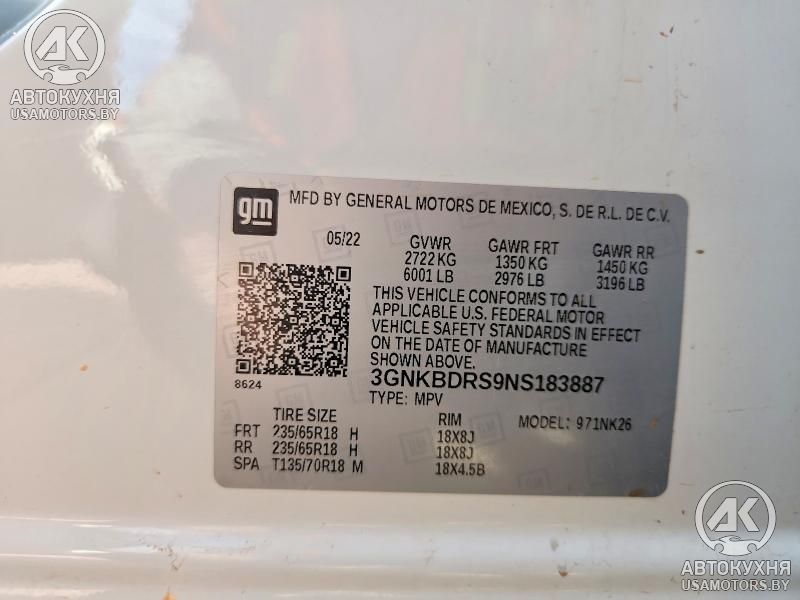 AK
АВТОКУХНЯ
USAMOTORS.BY
gm
MFD BY GENERAL MOTORS DE MEXICO, S. DE R.L. DE C.V.
05/22 GVWR GAWR FRT GAWR RR
2722 KG 1350 KG 1450 KG
6001 LB 2976 LB 3196 LB
THIS VEHICLE CONFORMS TO ALL
APPLICABLE U.S. FEDERAL MOTOR
VEHICLE SAFETY STANDARDS IN EFFECT
ON THE DATE OF MANUFACTURE
8624 3GNKBDRS9NS183887
TYPE: MPV
TIRE SIZE RIM MODEL: 971NK26
FRT 235/65R18 H 18X8J
RR 235/65R18 H 18X8J
SPA T135/70R18 M 18X4.5B
AK
АВТОКУХНЯ
USAMOTORS.BY